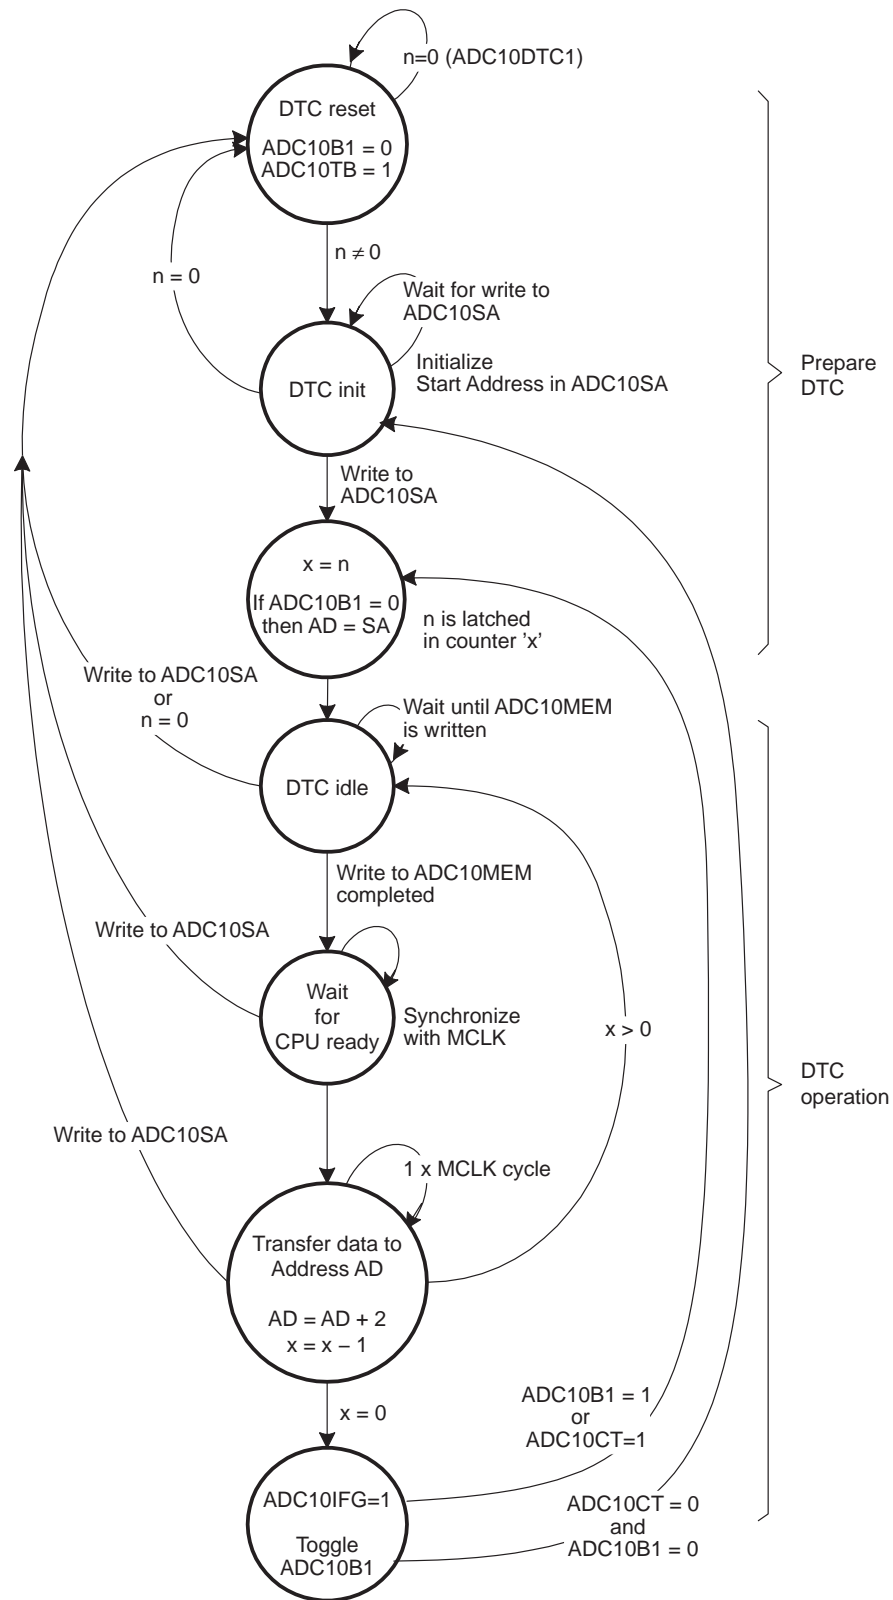 n=0 (ADC10DTC1)
DTC reset
ADC10B1 = 0
ADC10TB = 1
n ≠ 0
n = 0
Wait for write to
ADC10SA
Initialize
Start Address in ADC10SA
DTC init
Prepare
DTC
Write to
ADC10SA
x = n
If ADC10B1 = 0
then AD = SA
n is latched
in counter ’x’
Write to ADC10SA
or
n = 0
Wait until ADC10MEM
is written
DTC idle
Write to ADC10MEM
completed
Write to ADC10SA
Wait
for
CPU ready
Synchronize
with MCLK
x > 0
DTC
operation
Write to ADC10SA
1 x MCLK cycle
Transfer data to
Address AD
AD = AD + 2
x = x – 1
x = 0
ADC10B1 = 1
or
ADC10CT=1
ADC10IFG=1
Toggle
ADC10B1
ADC10CT = 0
and
ADC10B1 = 0